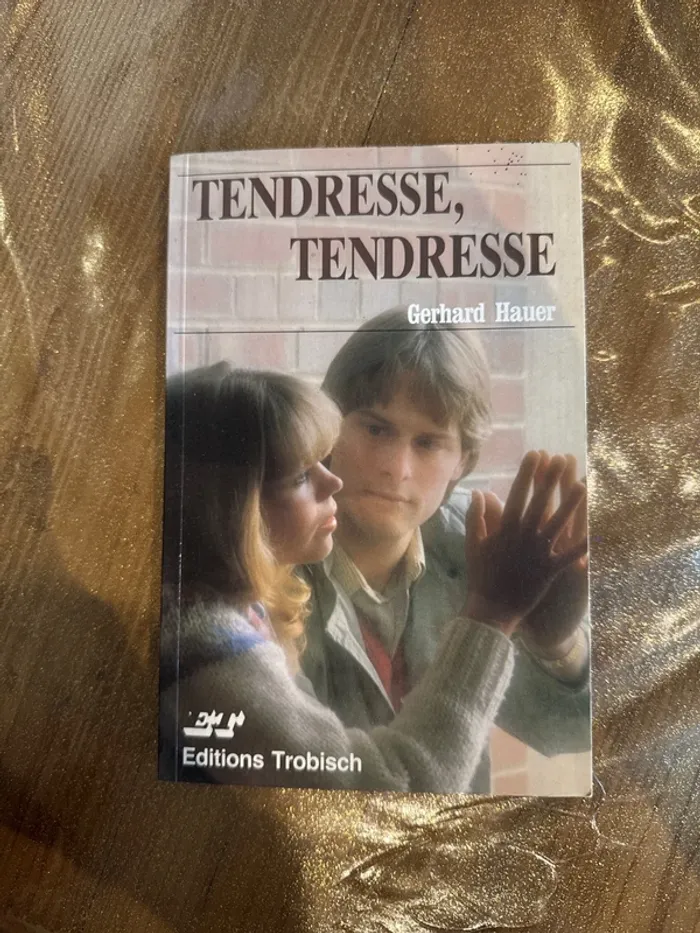 TENDRESSE,
TENDRESSE
Gerhard Hauer
Editions Trobisch